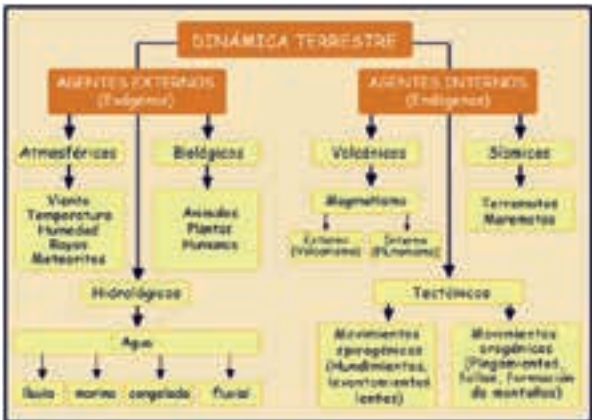 DINÁMICA TERRESTRE
AGENTES EXTERNOS
(Exógenos)
AGENTES INTERNOS
(Endógenos)
Atmosféricos
Biológicos
Volcánicos
Sísmicos
Viento
Temperatura
Humedad
Rayos
Meteoritos
Animales
Plantas
Humanos
Magmatismo
Terremotos
Maremotos
Externo
(Volcanismo)
Interno
(Plutonismo)
Hidrológicos
Tectónicos
Agua
Movimientos
epirogénicos
(Hundimientos,
levantamientos
lentos)
Movimientos
orogénicos
(Plegamientos,
fallas, formación
de montañas)
lluvia
marina
congelada
fluvial